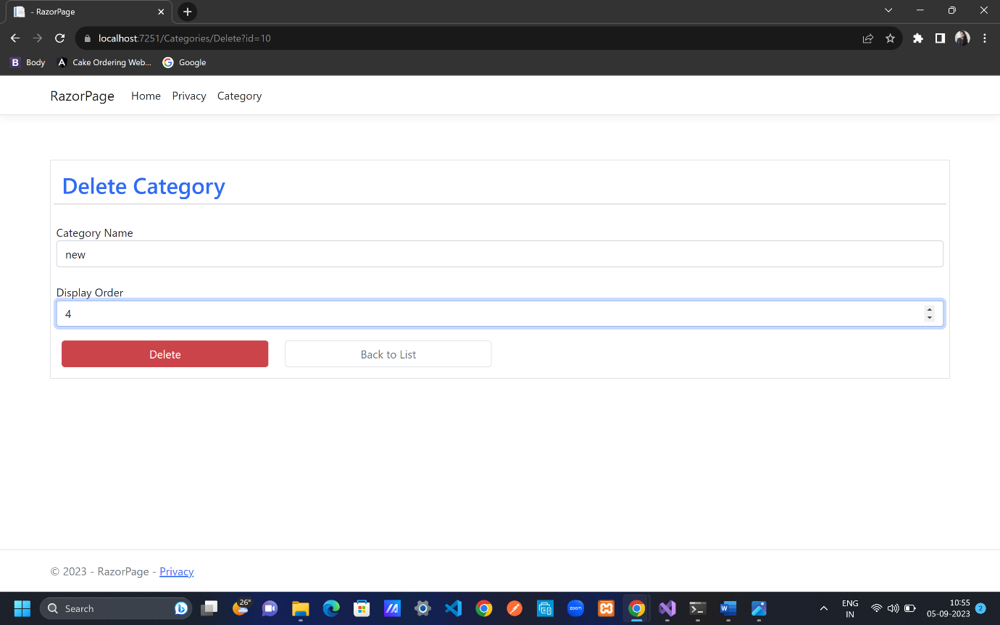 - RazorPage
localhost:7251/Categories/Delete?id=10
B Body
Cake Ordering Web...
Google
RazorPage Home Privacy Category
Delete Category
Category Name
new
Display Order
4
Delete Back to List
© 2023 - RazorPage - Privacy
Search
26°
zoom
W
ENG
IN
10:55
05-09-2023
2